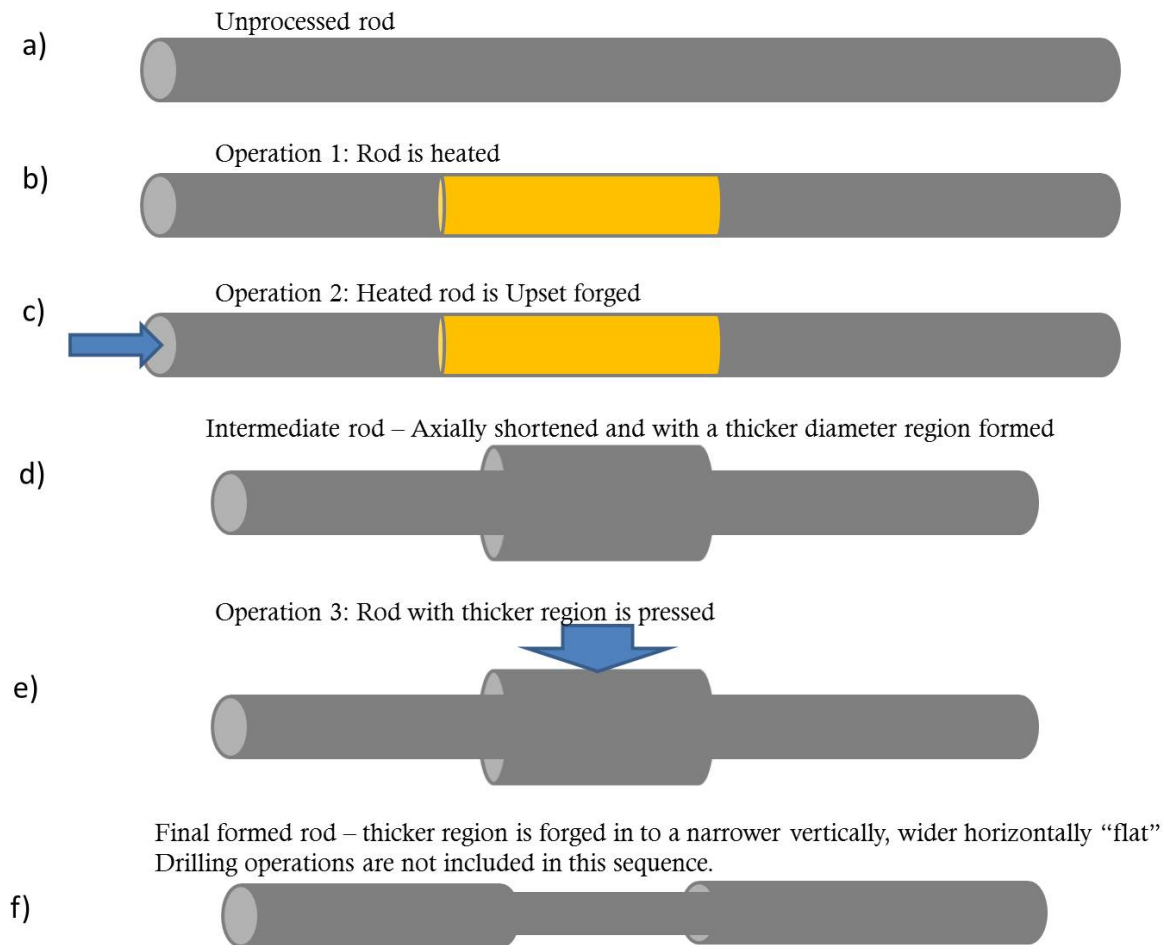 Unprocessed rod
a)
Operation 1: Rod is heated
b)
Operation 2: Heated rod is Upset forged
c)
Intermediate rod – Axially shortened and with a thicker diameter region formed
d)
Operation 3: Rod with thicker region is pressed
e)
Final formed rod – thicker region is forged in to a narrower vertically, wider horizontally “flat”
Drilling operations are not included in this sequence.
f)